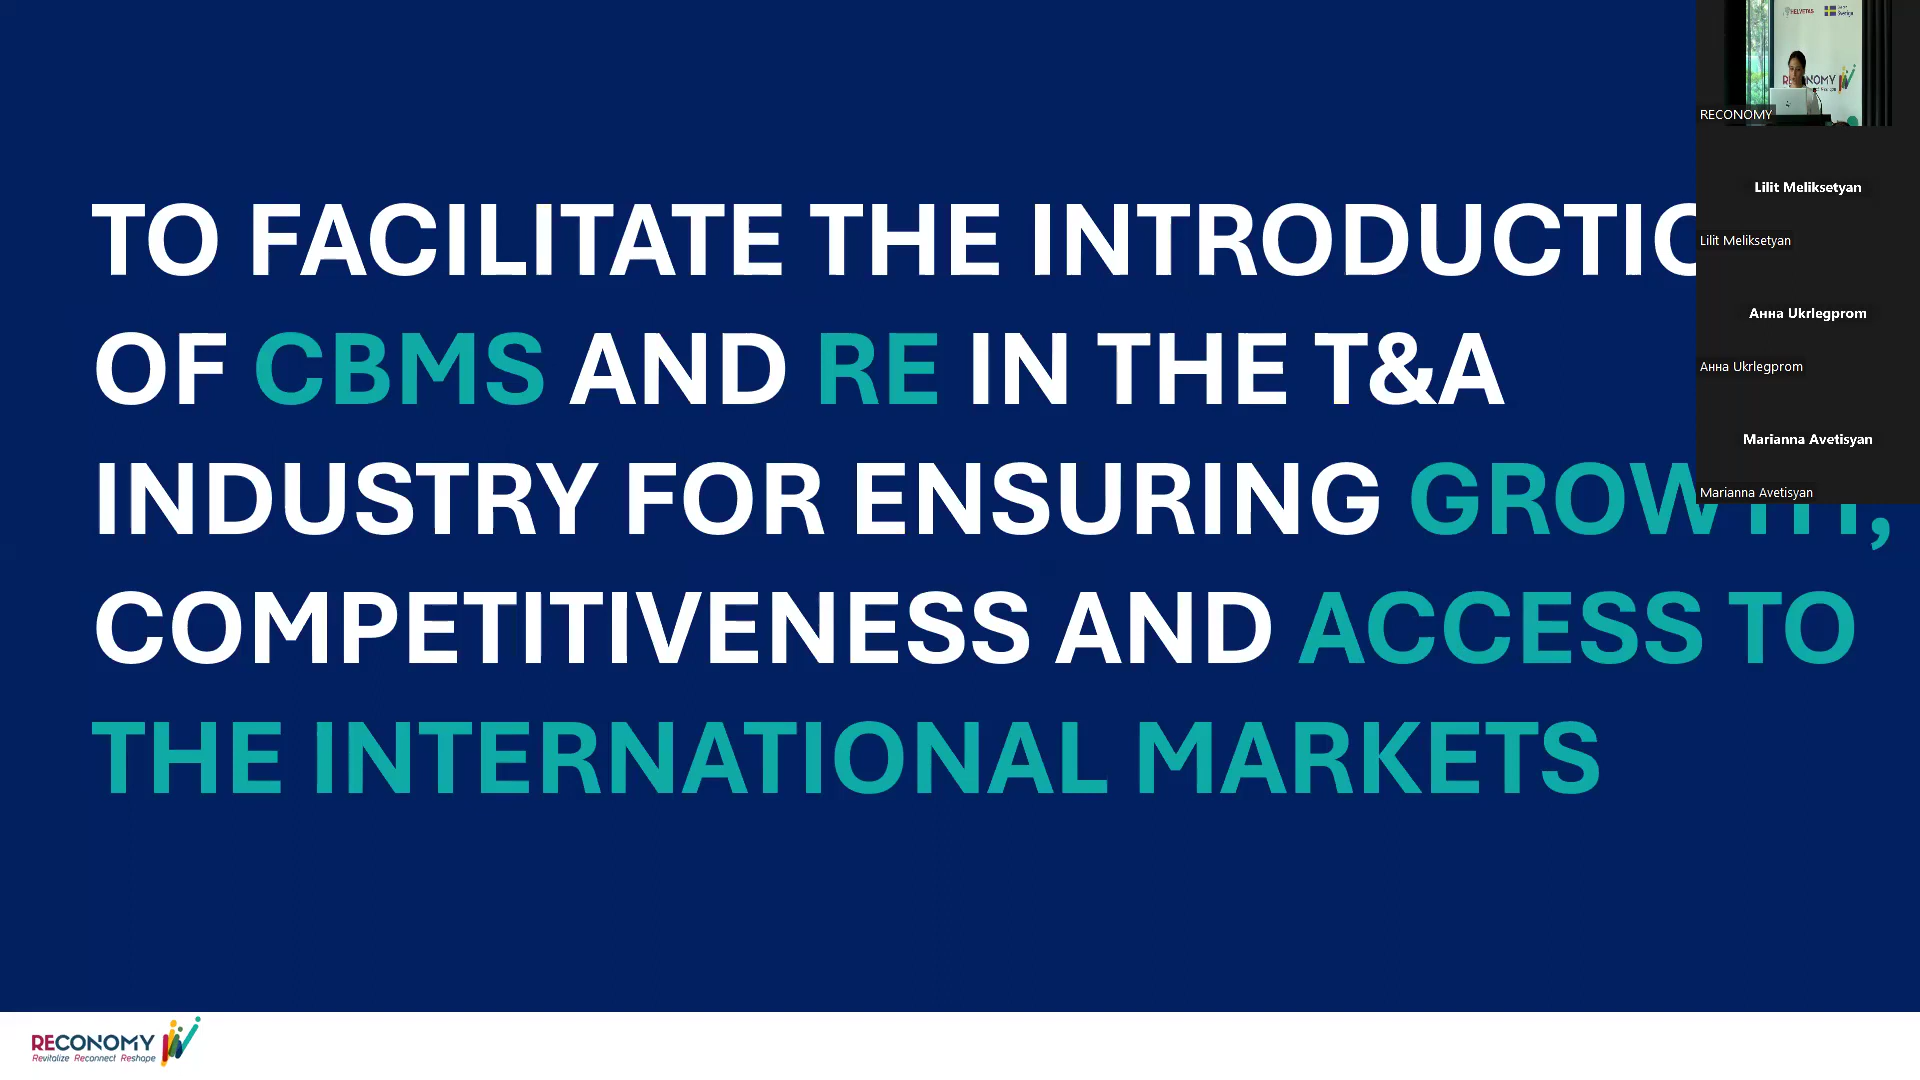 TO FACILITATE THE INTRODUCTIO
OF CBMS AND RE IN THE T&A
INDUSTRY FOR ENSURING GROWTH,
COMPETITIVENESS AND ACCESS TO
THE INTERNATIONAL MARKETS
RECONOMY
Revitalize Reconnect Reshape
HELVETAS
RECONOMY
Lilit Meliksetyan
Lilit Meliksetyan
Анна Ukrlegprom
Анна Ukrlegprom
Marianna Avetisyan
Marianna Avetisyan